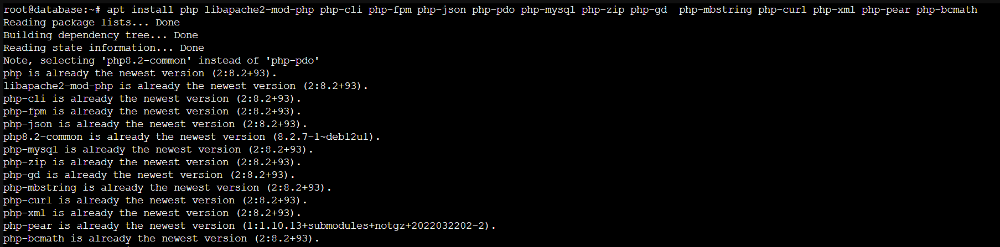 root@database:~# apt install php libapache2-mod-php php-cli php-fpm php-json php-pdo php-mysql php-zip php-gd  php-mbstring php-curl php-xml php-pear php-bcmath
Reading package lists... Done
Building dependency tree... Done
Reading state information... Done
Note, selecting 'php8.2-common' instead of 'php-pdo'
php is already the newest version (2:8.2+93).
libapache2-mod-php is already the newest version (2:8.2+93).
php-cli is already the newest version (2:8.2+93).
php-fpm is already the newest version (2:8.2+93).
php-json is already the newest version (2:8.2+93).
php8.2-common is already the newest version (8.2.7-1~deb12u1).
php-mysql is already the newest version (2:8.2+93).
php-zip is already the newest version (2:8.2+93).
php-gd is already the newest version (2:8.2+93).
php-mbstring is already the newest version (2:8.2+93).
php-curl is already the newest version (2:8.2+93).
php-xml is already the newest version (2:8.2+93).
php-pear is already the newest version (1:1.10.13+submodules+notgz+2022032202-2).
php-bcmath is already the newest version (2:8.2+93).